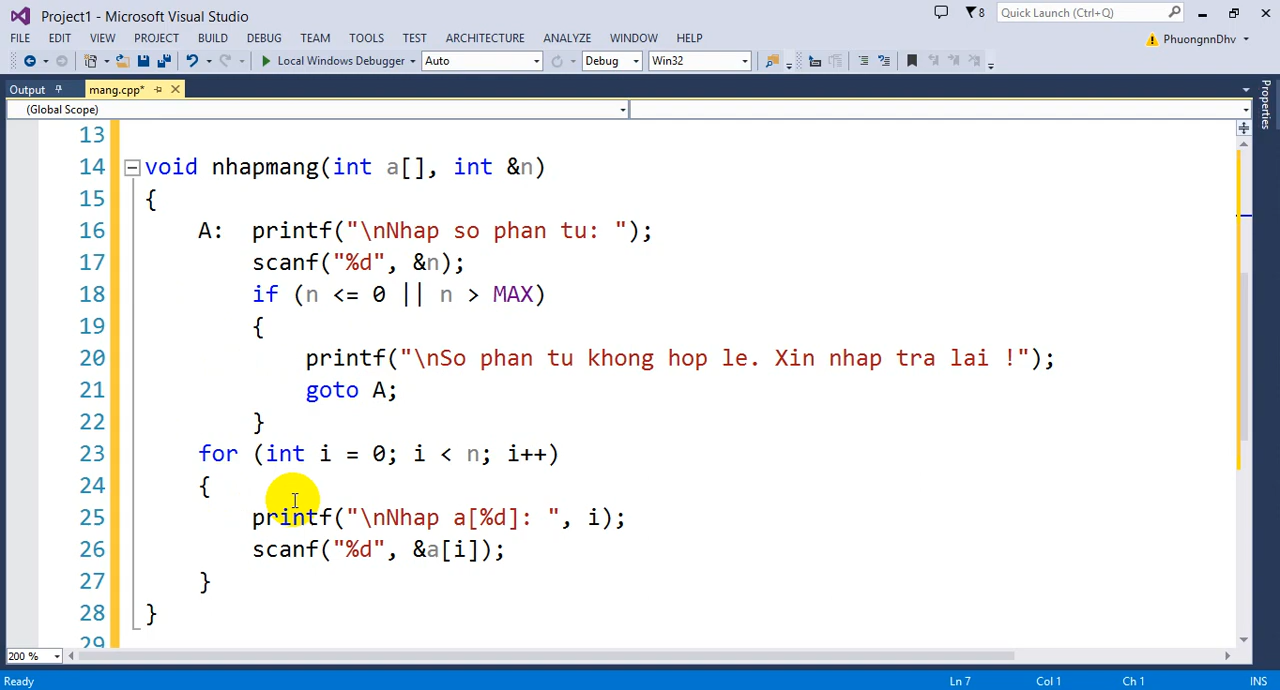 Project1 - Microsoft Visual Studio
8
Quick Launch (Ctrl+Q)
FILE EDIT VIEW PROJECT BUILD DEBUG TEAM TOOLS TEST ARCHITECTURE ANALYZE WINDOW HELP
PhuongnnDhv
Local Windows Debugger Auto Debug Win32
Output mang.cpp*
(Global Scope)
Properties
13
14 void nhapmang(int a[], int &n)
15 {
16 A: printf("\nNhap so phan tu: ");
17 scanf("%d", &n);
18 if (n <= 0 || n > MAX)
19 {
20 printf("\nSo phan tu khong hop le. Xin nhap tra lai !");
21 goto A;
22 }
23 for (int i = 0; i < n; i++)
24 {
25 printf("\nNhap a[%d]: ", i);
26 scanf("%d", &a[i]);
27 }
28 }
29
200 %
Ready Ln 7 Col 1 Ch 1 INS